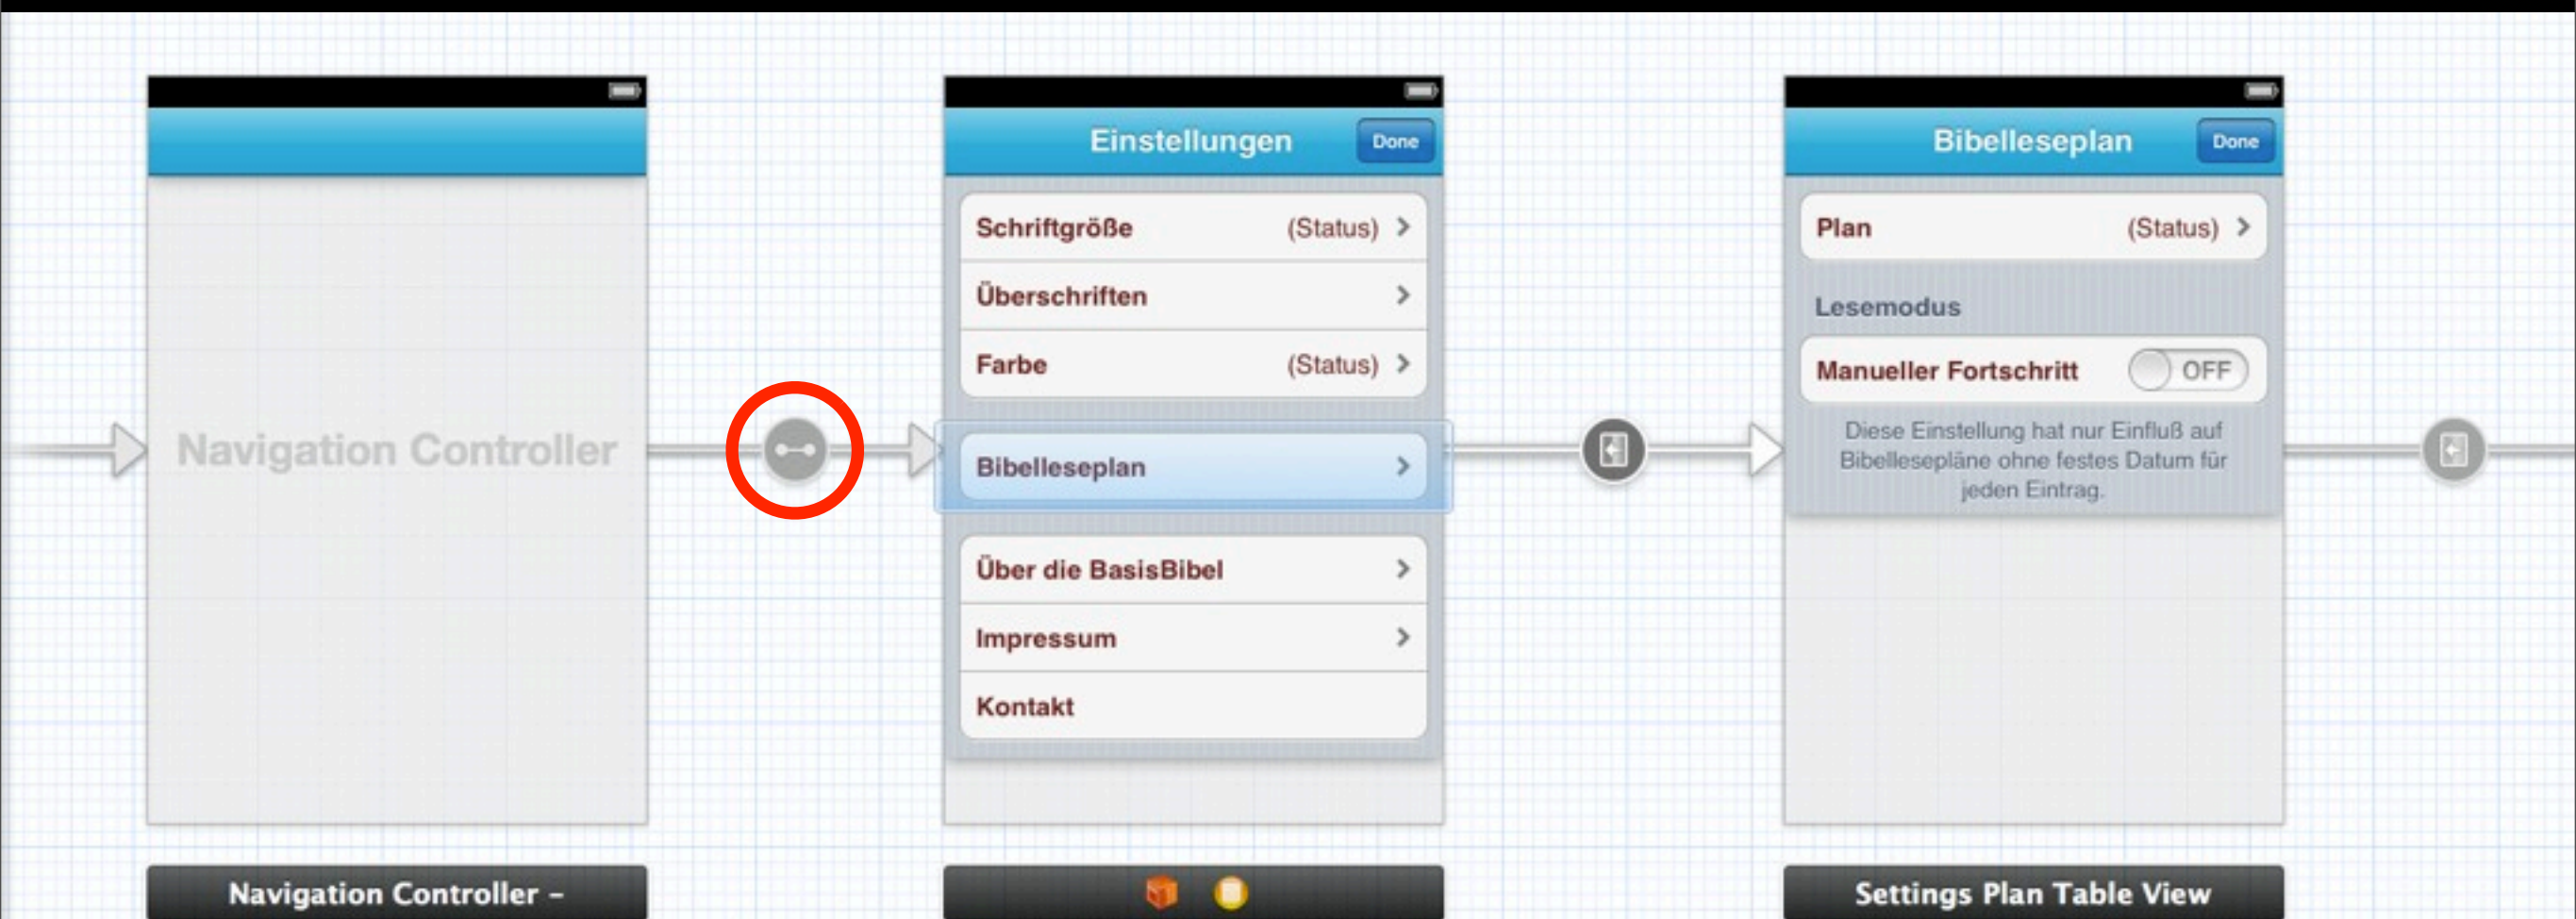 Navigation Controller
Navigation Controller –
Einstellungen
Done
Schriftgröße (Status)
Überschriften
Farbe (Status)
Bibelleseplan
Über die BasisBibel
Impressum
Kontakt
Bibelleseplan
Done
Plan (Status)
Lesemodus
Manueller Fortschritt OFF
Diese Einstellung hat nur Einfluß auf
Bibellesepläne ohne festes Datum für
jeden Eintrag.
Settings Plan Table View